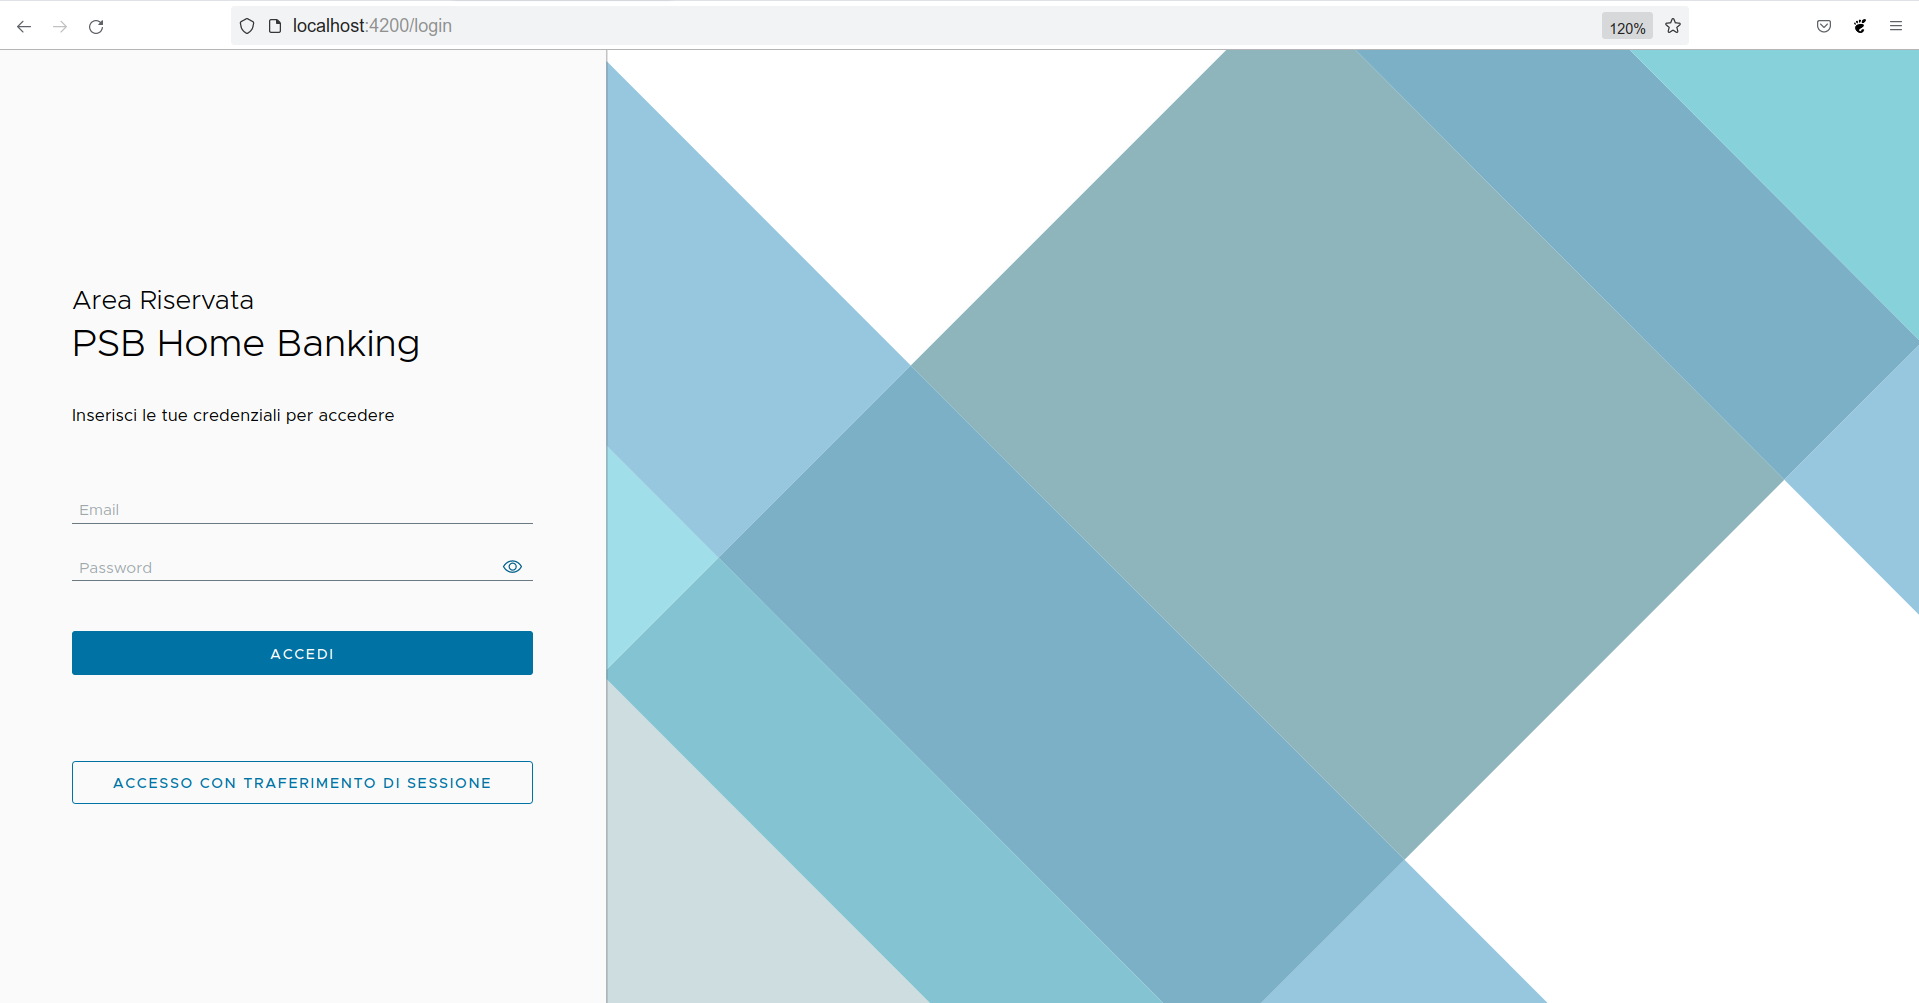 localhost:4200/login
120%
Area Riservata
PSB Home Banking
Inserisci le tue credenziali per accedere
Email
Password
ACCEDI
ACCESSO CON TRAFERIMENTO DI SESSIONE